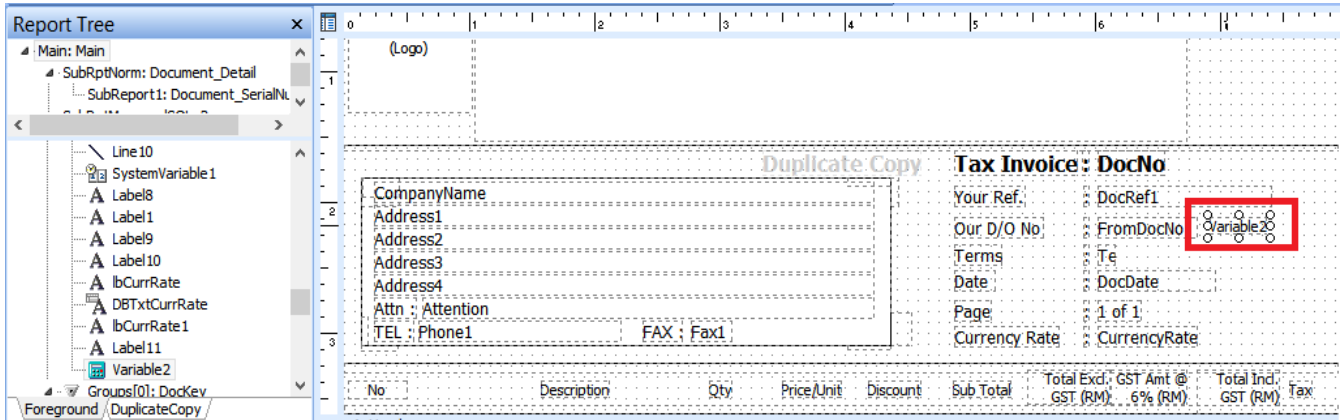 Report Tree
Main: Main
SubRptNorm: Document_Detail
SubReport1: Document_SerialNu
Line10
SystemVariable1
Label8
Label1
Label9
Label10
lbCurrRate
DBTxtCurrRate
lbCurrRate1
Label11
Variable2
Groups[0]: DocKey
Foreground DuplicateCopy
0 1 2 3 4 5 6
1
2
3
(Logo)
Duplicate Copy
Tax Invoice : DocNo
CompanyName
Address1
Address2
Address3
Address4
Attn : Attention
TEL : Phone1 FAX : Fax1
Your Ref. : DocRef1
Our D/O No : FromDocNo Variable2
Terms : Te
Date : DocDate
Page : 1 of 1
Currency Rate : CurrencyRate
No Description Qty Price/Unit Discount Sub Total Total Excl. GST (RM) GST Amt @ 6% (RM) Total Incl. GST (RM) Tax